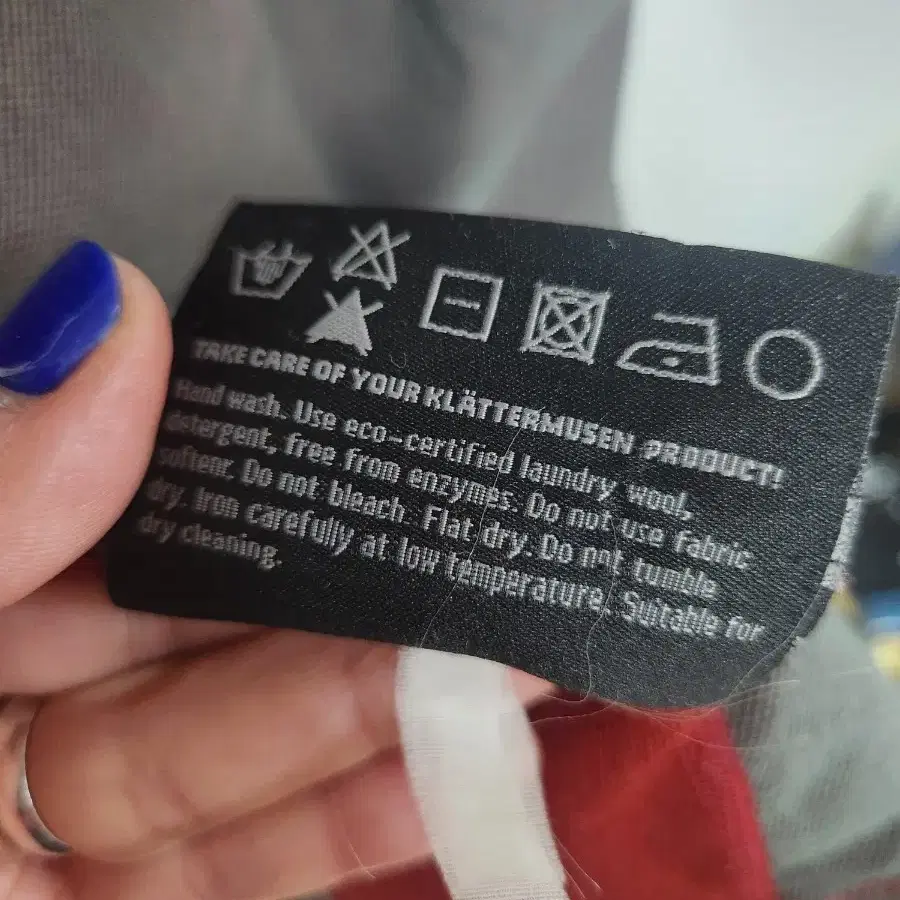 TAKE CARE OF YOUR KLÄTTERMUSEN PRODUCT!
Hand wash. Use eco-certified laundry wool,
detergent, free from enzymes. Do not use fabric
softenr. Do not bleach. Flat dry. Do not tumble
dry. Iron carefully at low temperature. Suitable for
dry cleaning.